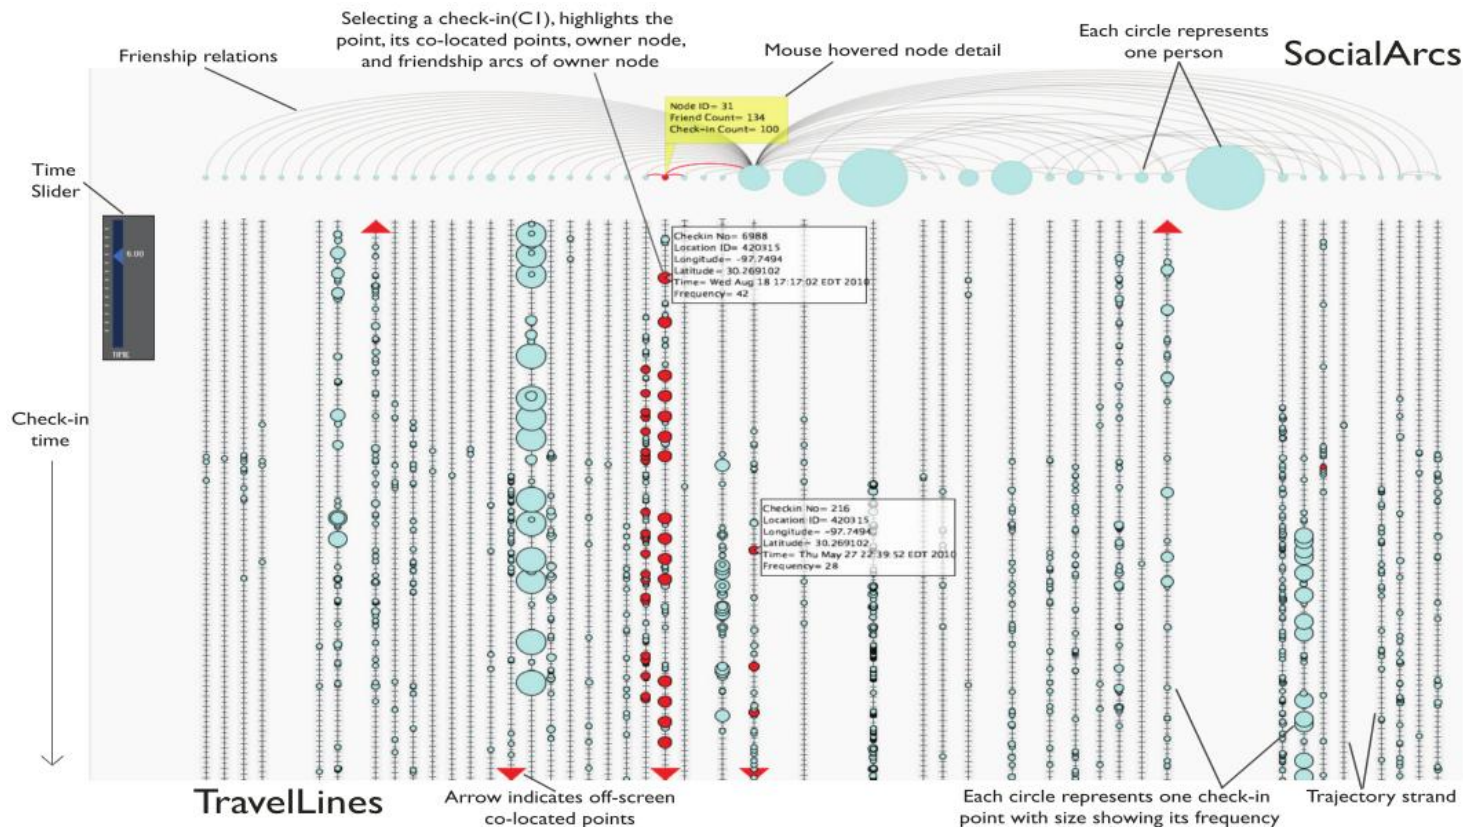 Selecting a check-in(C1), highlights the
point, its co-located points, owner node,
and friendship arcs of owner node
Frienship relations
Mouse hovered node detail
Each circle represents
one person
SocialArcs
Node ID= 31
Friend Count= 134
Check-in Count= 100
Time
Slider
6.00
TIME
Checkin No= 6988
Location ID= 420315
Longitude= -97.7494
Latitude= 30.269102
Time= Wed Aug 18 17:17:02 EDT 2010
Frequency= 42
Check-in
time
Checkin No= 216
Location ID= 420315
Longitude= -97.7494
Latitude= 30.269102
Time= Thu May 27 22:39:52 EDT 2010
Frequency= 28
TravelLines
Arrow indicates off-screen
co-located points
Each circle represents one check-in
point with size showing its frequency
Trajectory strand